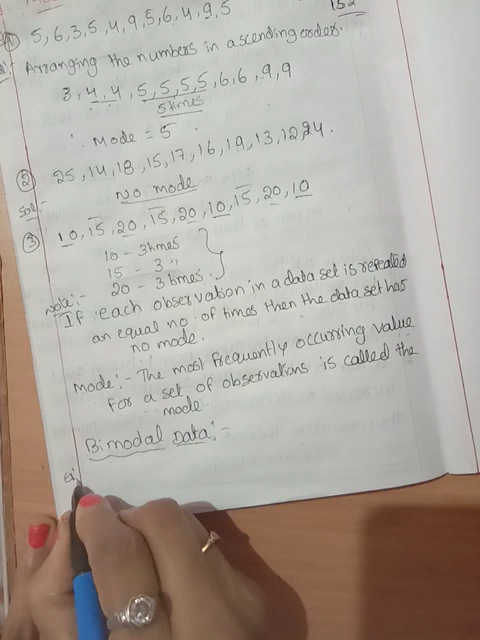 152
① 5, 6, 3, 5, 4, 9, 5, 6, 4, 9, 5
Arranging the numbers in ascending order.
3, 4, 4, 5, 5, 5, 5, 6, 6, 9, 9
5 times
∴ Mode = 5
② 25, 14, 18, 15, 17, 16, 19, 13, 12, 24.
Sol:- No mode
③ 10, 15, 20, 15, 20, 10, 15, 20, 10
10 - 3 times
15 - 3 "
20 - 3 times
Note:-
If each observation in a data set is repeated
an equal no. of times then the data set has
no mode.
Mode:- The most frequently occurring value
for a set of observations is called the
mode.
Bimodal Data:-